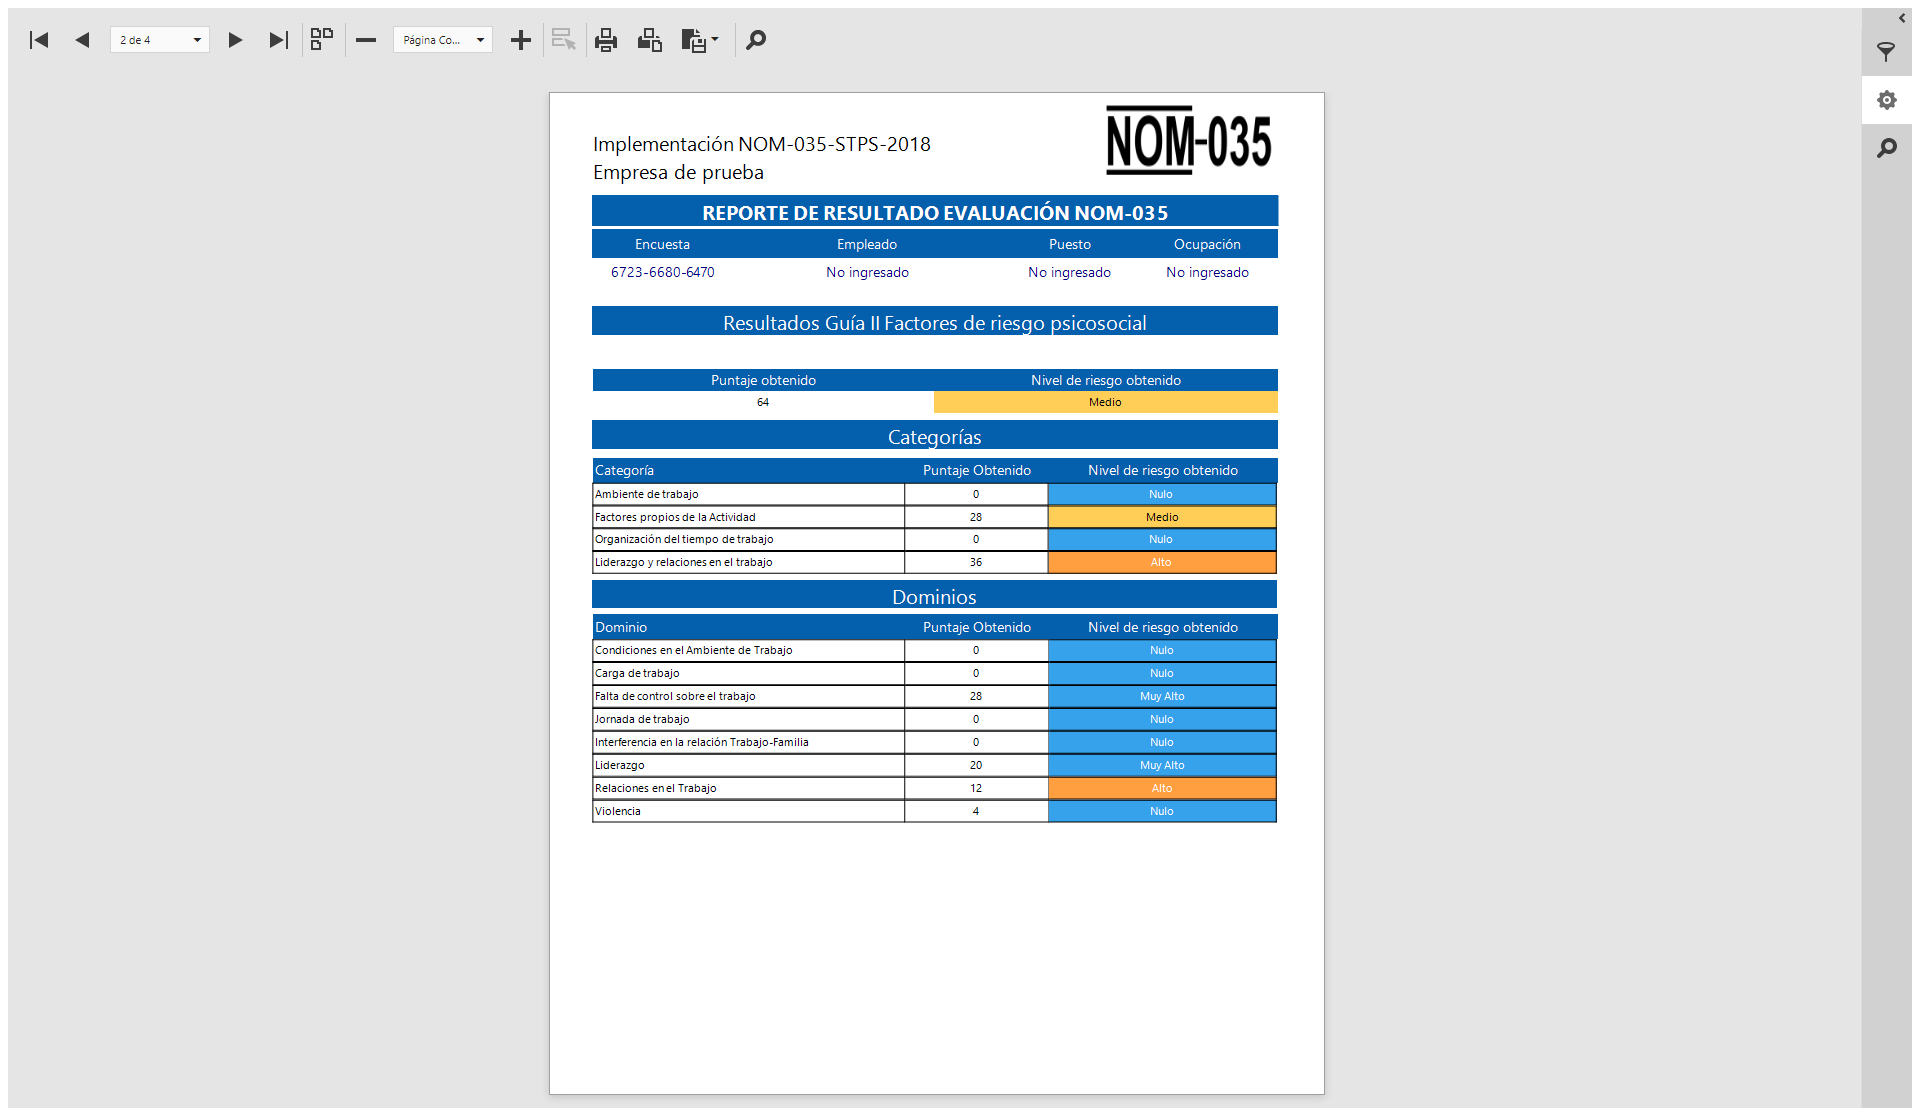 2 de 4
Página Co...
NOM-035
Implementación NOM-035-STPS-2018
Empresa de prueba
REPORTE DE RESULTADO EVALUACIÓN NOM-035
Encuesta Empleado Puesto Ocupación
6723-6680-6470 No ingresado No ingresado No ingresado
Resultados Guía II Factores de riesgo psicosocial
Puntaje obtenido Nivel de riesgo obtenido
64 Medio
Categorías
Categoría Puntaje Obtenido Nivel de riesgo obtenido
Ambiente de trabajo 0 Nulo
Factores propios de la Actividad 28 Medio
Organización del tiempo de trabajo 0 Nulo
Liderazgo y relaciones en el trabajo 36 Alto
Dominios
Dominio Puntaje Obtenido Nivel de riesgo obtenido
Condiciones en el Ambiente de Trabajo 0 Nulo
Carga de trabajo 0 Nulo
Falta de control sobre el trabajo 28 Muy Alto
Jornada de trabajo 0 Nulo
Interferencia en la relación Trabajo-Familia 0 Nulo
Liderazgo 20 Muy Alto
Relaciones en el Trabajo 12 Alto
Violencia 4 Nulo